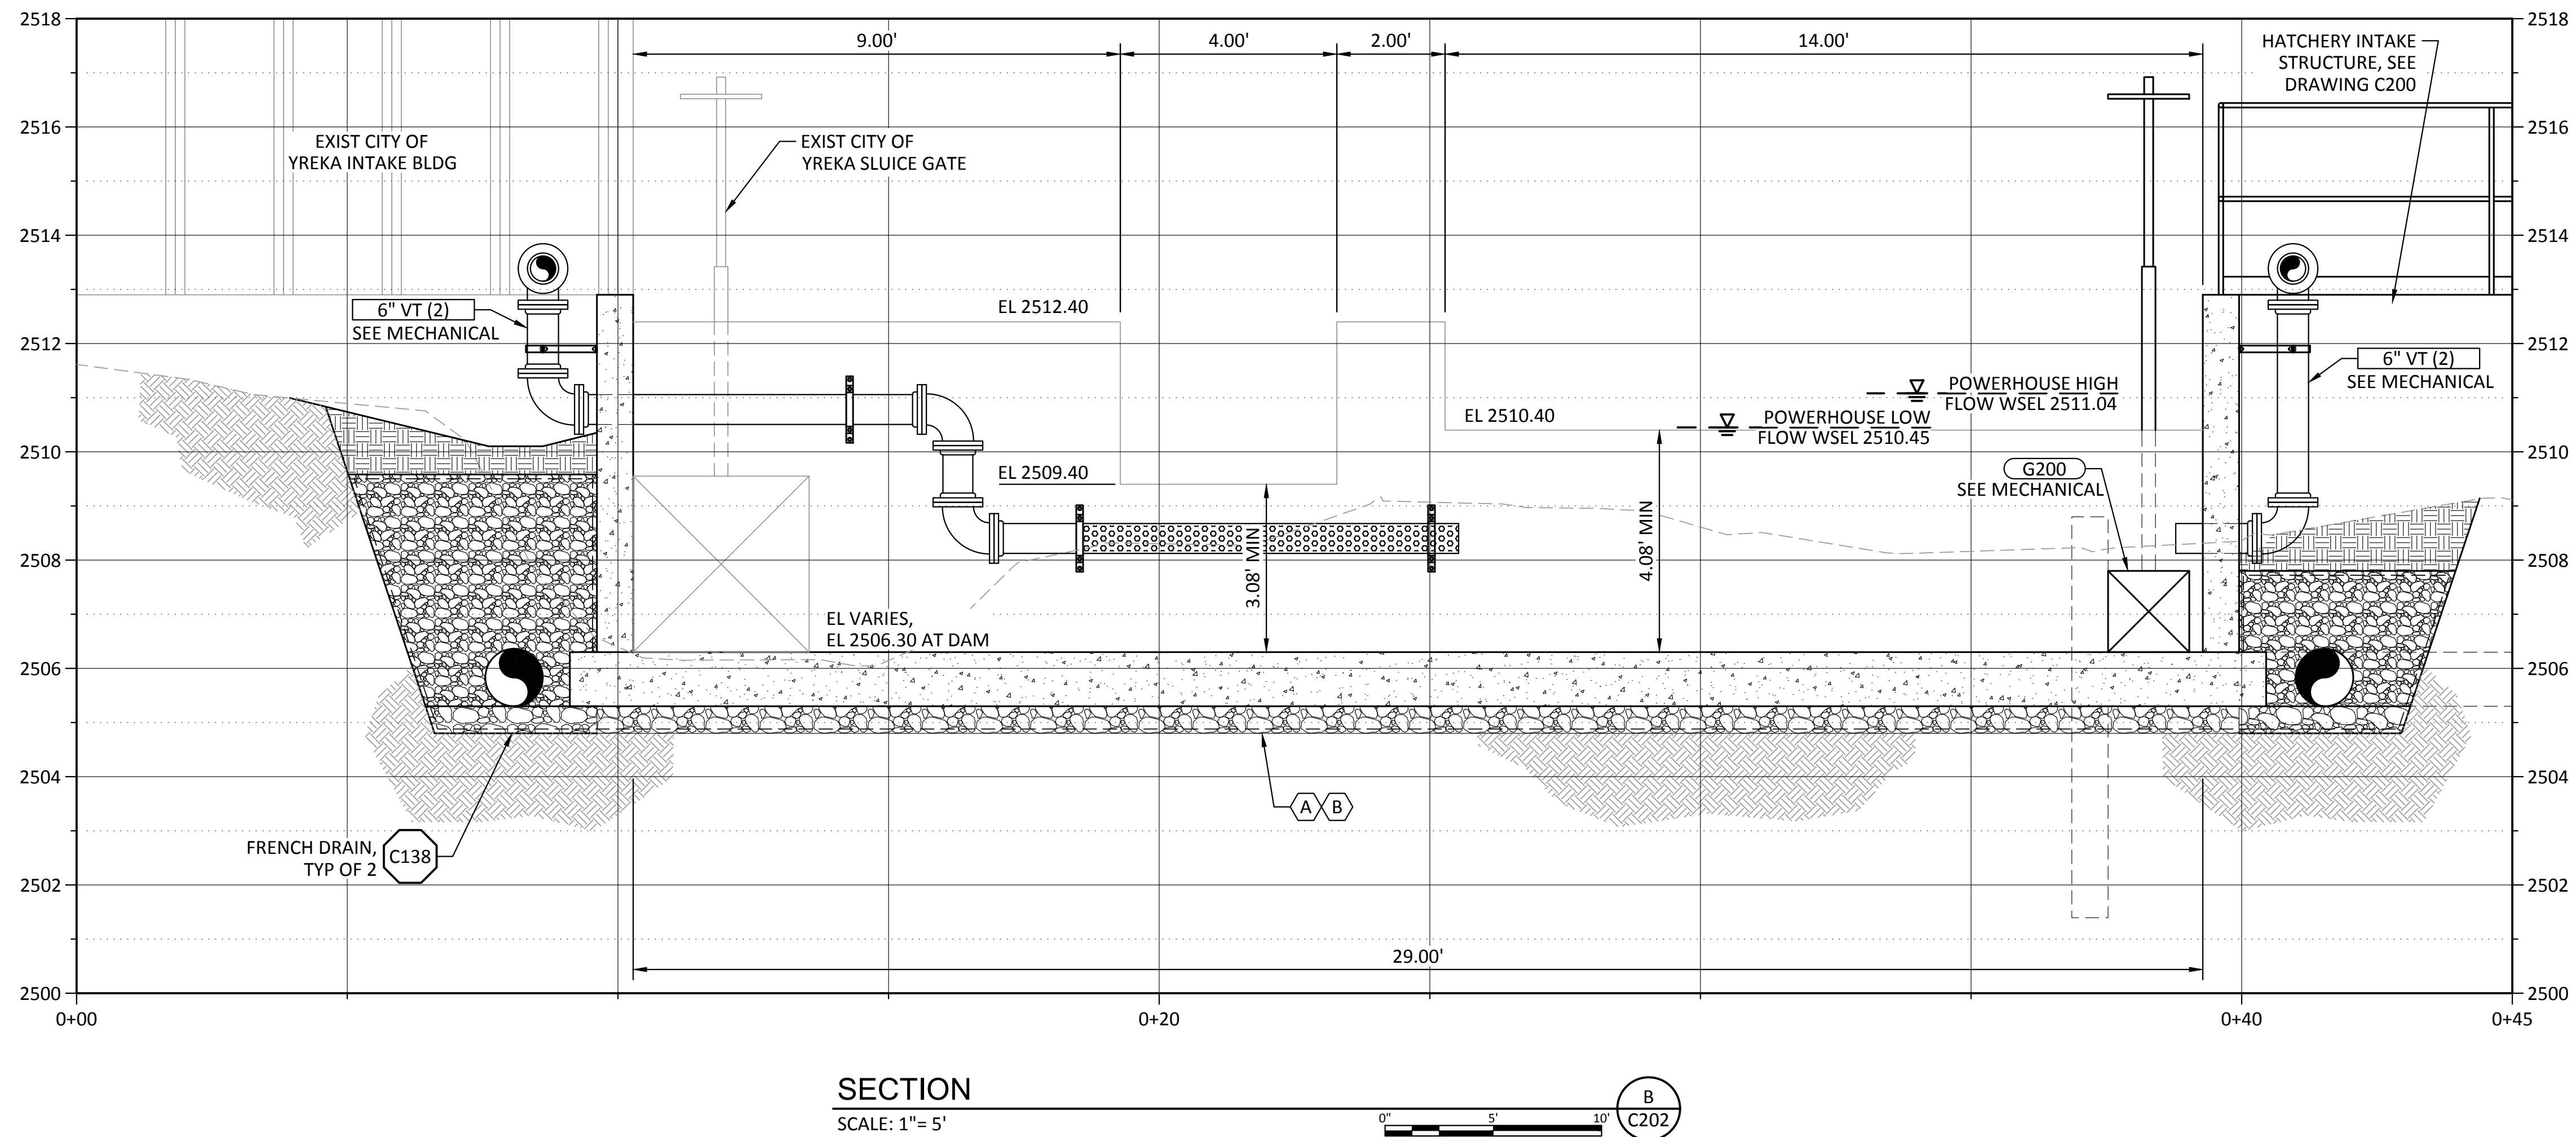 2518
2518
9.00'
4.00'
2.00'
14.00'
HATCHERY INTAKE
STRUCTURE, SEE
DRAWING C200
2516
2516
EXIST CITY OF
YREKA INTAKE BLDG
EXIST CITY OF
YREKA SLUICE GATE
2514
2514
6" VT (2)
SEE MECHANICAL
EL 2512.40
2512
2512
6" VT (2)
SEE MECHANICAL
POWERHOUSE HIGH
FLOW WSEL 2511.04
EL 2510.40
POWERHOUSE LOW
FLOW WSEL 2510.45
2510
2510
EL 2509.40
G200
SEE MECHANICAL
3.08' MIN
4.08' MIN
2508
2508
EL VARIES,
EL 2506.30 AT DAM
2506
2506
2504
2504
A B
FRENCH DRAIN,
TYP OF 2
C138
2502
2502
29.00'
2500
2500
0+00
0+20
0+40
0+45
SECTION
SCALE: 1"= 5'
0" 5' 10'
B
C202